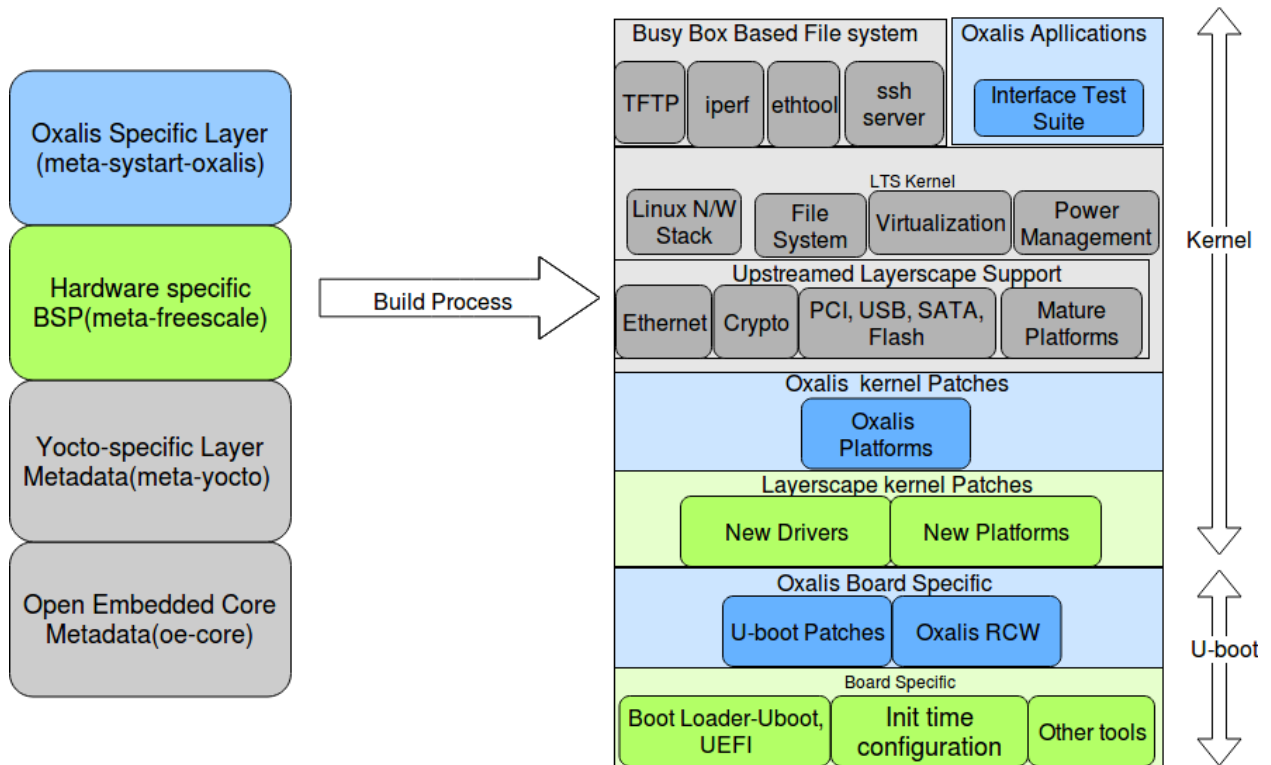 Oxalis Specific Layer
(meta-systart-oxalis)
Hardware specific
BSP(meta-freescale)
Yocto-specific Layer
Metadata(meta-yocto)
Open Embedded Core
Metadata(oe-core)
Build Process
Busy Box Based File system
TFTP
iperf
ethtool
ssh
server
Oxalis Apllications
Interface Test
Suite
LTS Kernel
Linux N/W
Stack
File
System
Virtualization
Power
Management
Upstreamed Layerscape Support
Ethernet
Crypto
PCI, USB, SATA,
Flash
Mature
Platforms
Oxalis kernel Patches
Oxalis
Platforms
Layerscape kernel Patches
New Drivers
New Platforms
Oxalis Board Specific
U-boot Patches
Oxalis RCW
Board Specific
Boot Loader-Uboot,
UEFI
Init time
configuration
Other tools
Kernel
U-boot